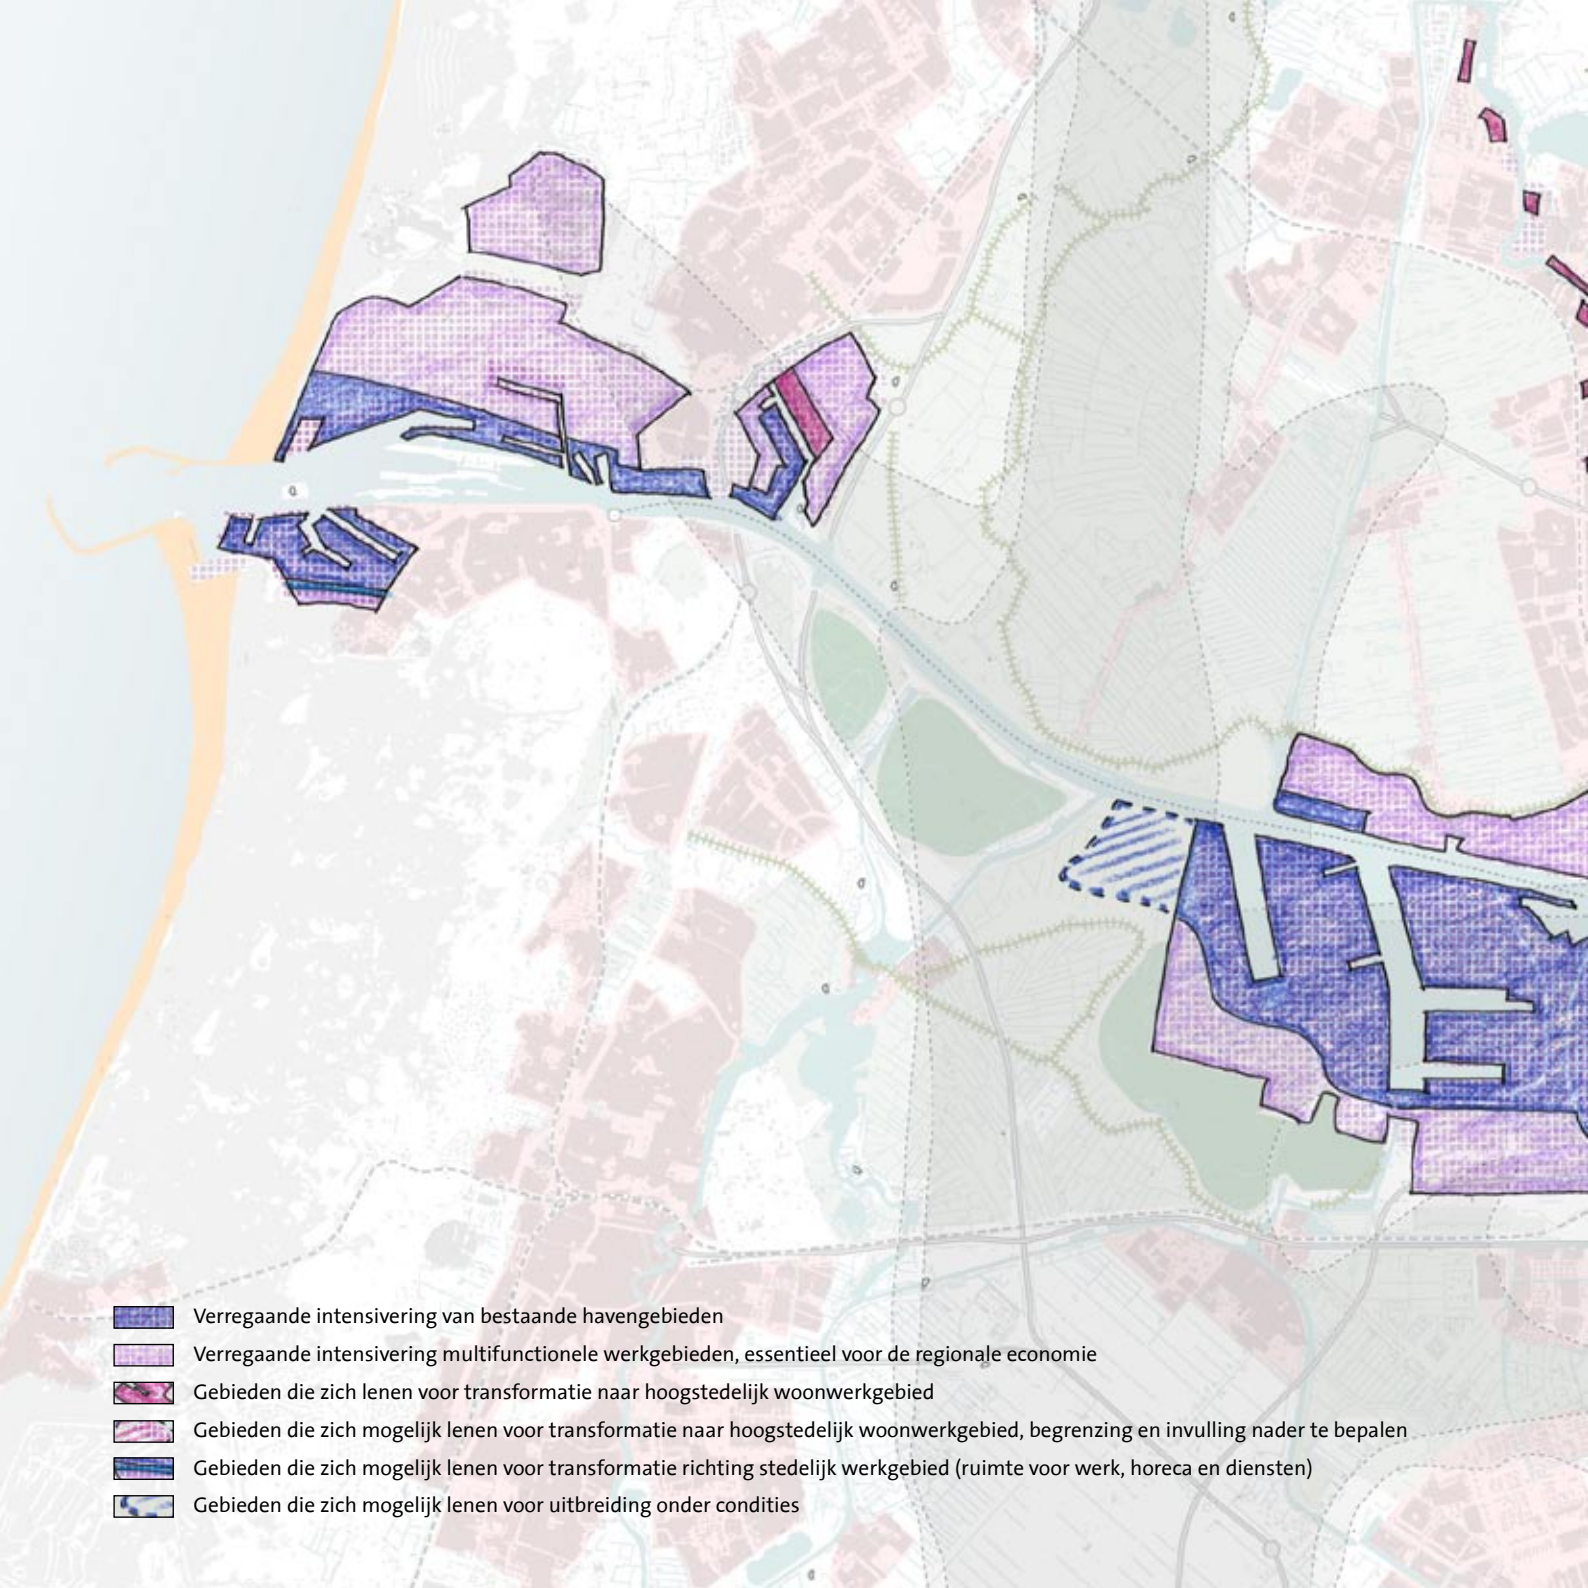 Verregaande intensivering van bestaande havengebieden
Verregaande intensivering multifunctionele werkgebieden, essentieel voor de regionale economie
Gebieden die zich lenen voor transformatie naar hoogstedelijk woonwerkgebied
Gebieden die zich mogelijk lenen voor transformatie naar hoogstedelijk woonwerkgebied, begrenzing en invulling nader te bepalen
Gebieden die zich mogelijk lenen voor transformatie richting stedelijk werkgebied (ruimte voor werk, horeca en diensten)
Gebieden die zich mogelijk lenen voor uitbreiding onder condities